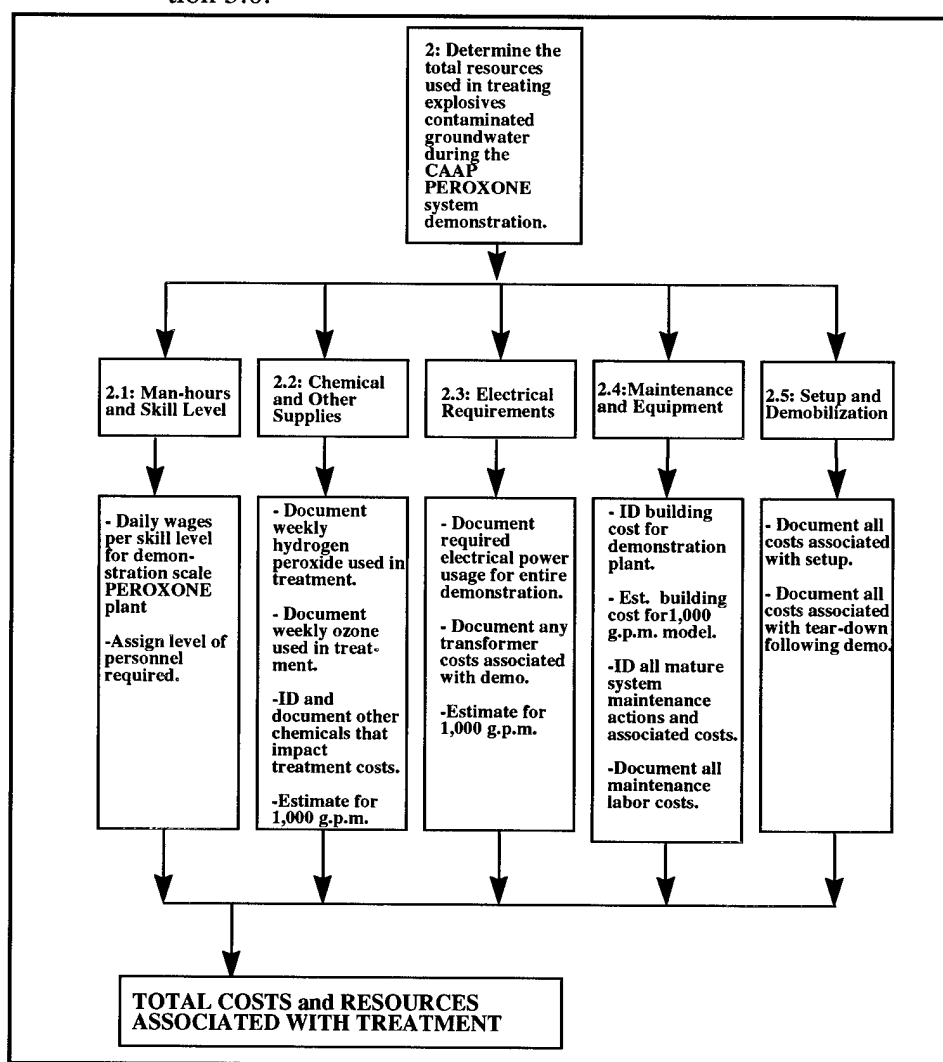 tion 3.6.
2: Determine the
total resources
used in treating
explosives
contaminated
groundwater
during the
CAAP
PEROXONE
system
demonstration.
2.1: Man-hours
and Skill Level
2.2: Chemical
and Other
Supplies
2.3: Electrical
Requirements
2.4:Maintenance
and Equipment
2.5: Setup and
Demobilization
- Daily wages
per skill level
for demon-
stration scale
PEROXONE
plant
-Assign level of
personnel
required.
- Document
weekly
hydrogen
peroxide used in
treatment.
- Document
weekly ozone
used in treat-
ment.
-ID and
document other
chemicals that
impact
treatment costs.
-Estimate for
1,000 g.p.m.
- Document
required
electrical power
usage for entire
demonstration.
- Document any
transformer
costs associated
with demo.
-Estimate for
1,000 g.p.m.
- ID building
cost for
demonstration
plant.
- Est. building
cost for1,000
g.p.m. model.
-ID all mature
system
maintenance
actions and
associated costs.
-Document all
maintenance
labor costs.
- Document all
costs associated
with setup.
- Document all
costs associated
with tear-down
following demo.
TOTAL COSTS and RESOURCES
ASSOCIATED WITH TREATMENT